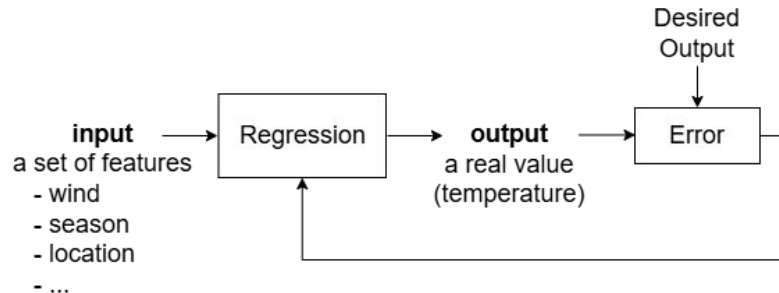 Desired
Output
input
Regression
output
Error
a set of features
a real value
(temperature)
- wind
- season
- location
- ...